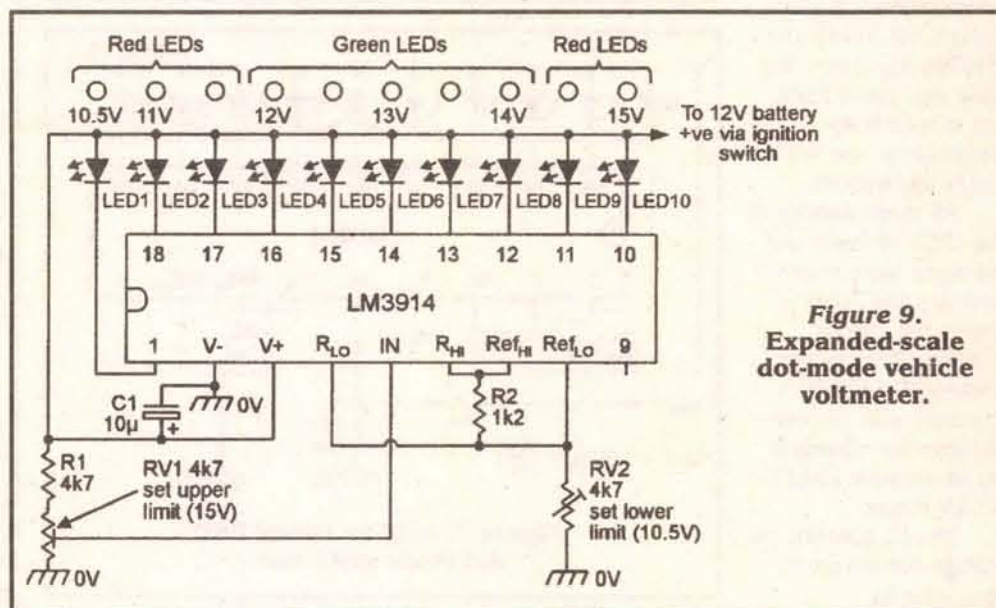 Red LEDs Green LEDs Red LEDs
10.5V 11V 12V 13V 14V 15V
To 12V battery
+ve via ignition
switch
LED1 LED2 LED3 LED4 LED5 LED6 LED7 LED8 LED9 LED10
18 17 16 15 14 13 12 11 10
LM3914
1 V- V+ RLO IN RHI RefHI RefLO 9
C1
10µ
+
0V
R2
1k2
R1
4k7
RV1 4k7
set upper
limit (15V)
RV2
4k7
set lower
limit (10.5V)
0V
0V
Figure 9.
Expanded-scale
dot-mode vehicle
voltmeter.